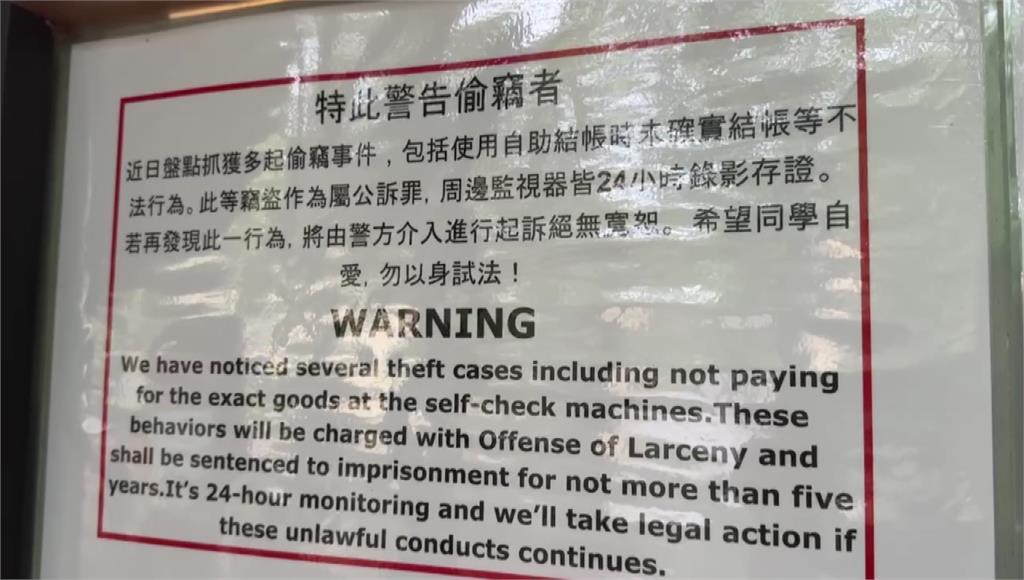 特此警告偷竊者
近日盤點抓獲多起偷竊事件，包括使用自助結帳時未確實結帳等不
法行為。此等竊盜作為屬公訴罪, 周邊監視器皆24小時錄影存證。
若再發現此一行為, 將由警方介入進行起訴絕無寬恕。希望同學自
愛, 勿以身試法！
WARNING
We have noticed several theft cases including not paying
for the exact goods at the self-check machines.These
behaviors will be charged with Offense of Larceny and
shall be sentenced to imprisonment for not more than five
years.It's 24-hour monitoring and we'll take legal action if
these unlawful conducts continues.